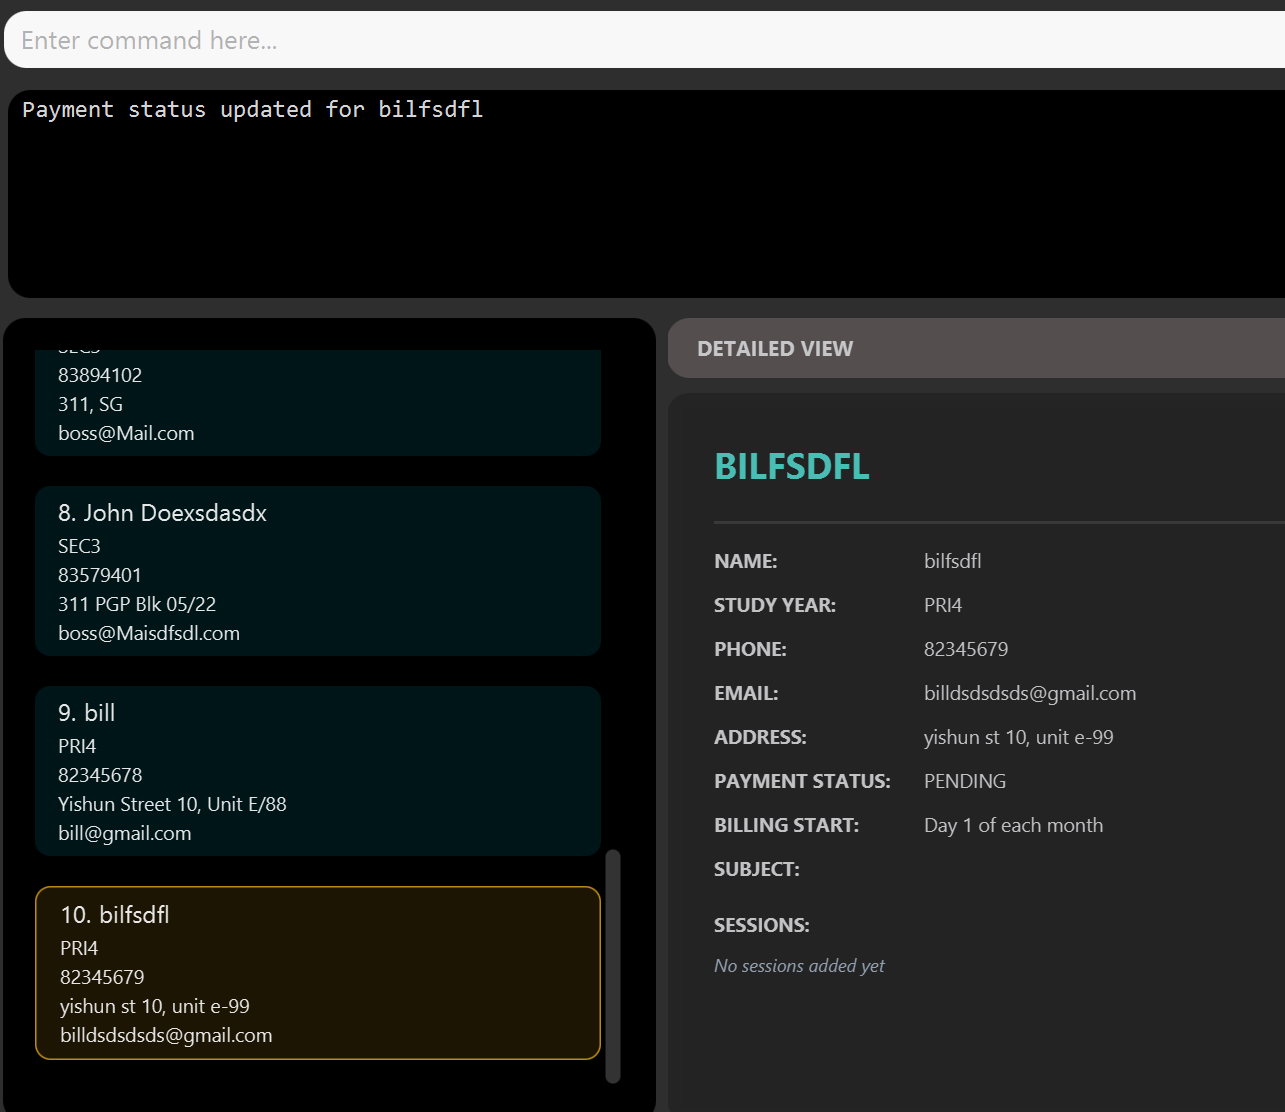 Enter command here...
Payment status updated for bilfsdfl
83894102
311, SG
boss@Mail.com
8. John Doexsdasdx
SEC3
83579401
311 PGP Blk 05/22
boss@Maisdfsdl.com
9. bill
PRI4
82345678
Yishun Street 10, Unit E/88
bill@gmail.com
10. bilfsdfl
PRI4
82345679
yishun st 10, unit e-99
billdsdsdsds@gmail.com
DETAILED VIEW
BILFSDFL
NAME: bilfsdfl
STUDY YEAR: PRI4
PHONE: 82345679
EMAIL: billdsdsdsds@gmail.com
ADDRESS: yishun st 10, unit e-99
PAYMENT STATUS: PENDING
BILLING START: Day 1 of each month
SUBJECT:
SESSIONS:
No sessions added yet